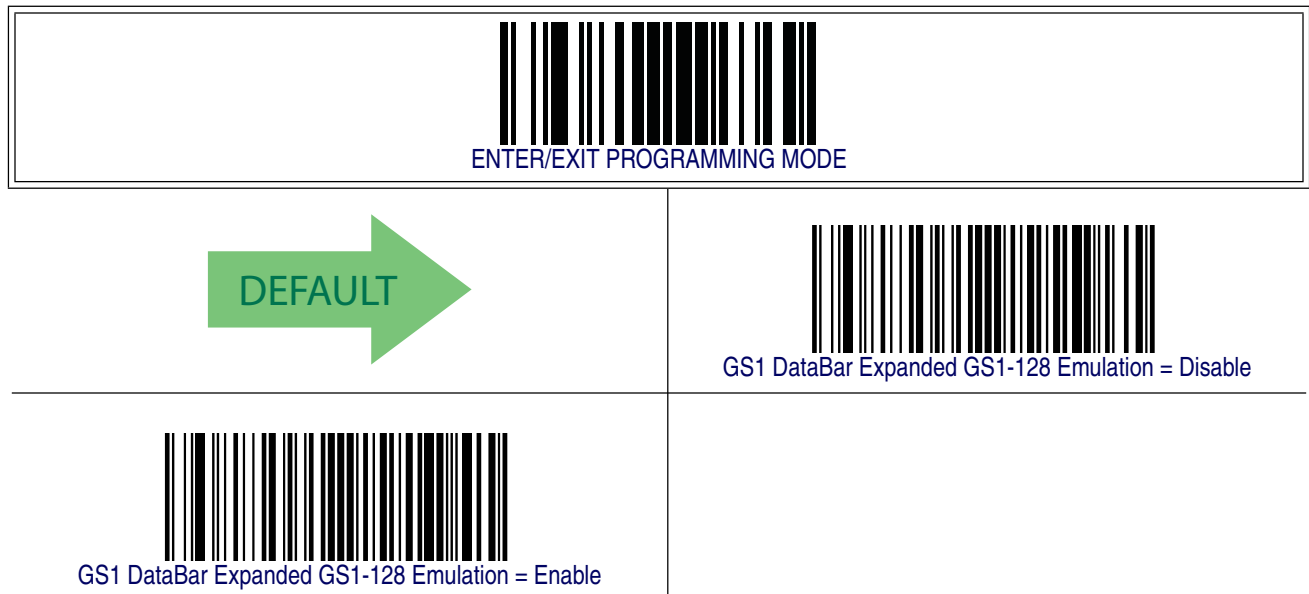 ENTER/EXIT PROGRAMMING MODE
DEFAULT
GS1 DataBar Expanded GS1-128 Emulation = Disable
GS1 DataBar Expanded GS1-128 Emulation = Enable